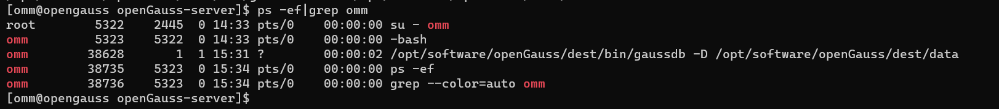 [omm@opengauss openGauss-server]$ ps -ef|grep omm
root        5322    2445  0 14:33 pts/0    00:00:00 su - omm
omm         5323    5322  0 14:33 pts/0    00:00:00 -bash
omm        38628       1  1 15:31 ?        00:00:02 /opt/software/openGauss/dest/bin/gaussdb -D /opt/software/openGauss/dest/data
omm        38735    5323  0 15:34 pts/0    00:00:00 ps -ef
omm        38736    5323  0 15:34 pts/0    00:00:00 grep --color=auto omm
[omm@opengauss openGauss-server]$